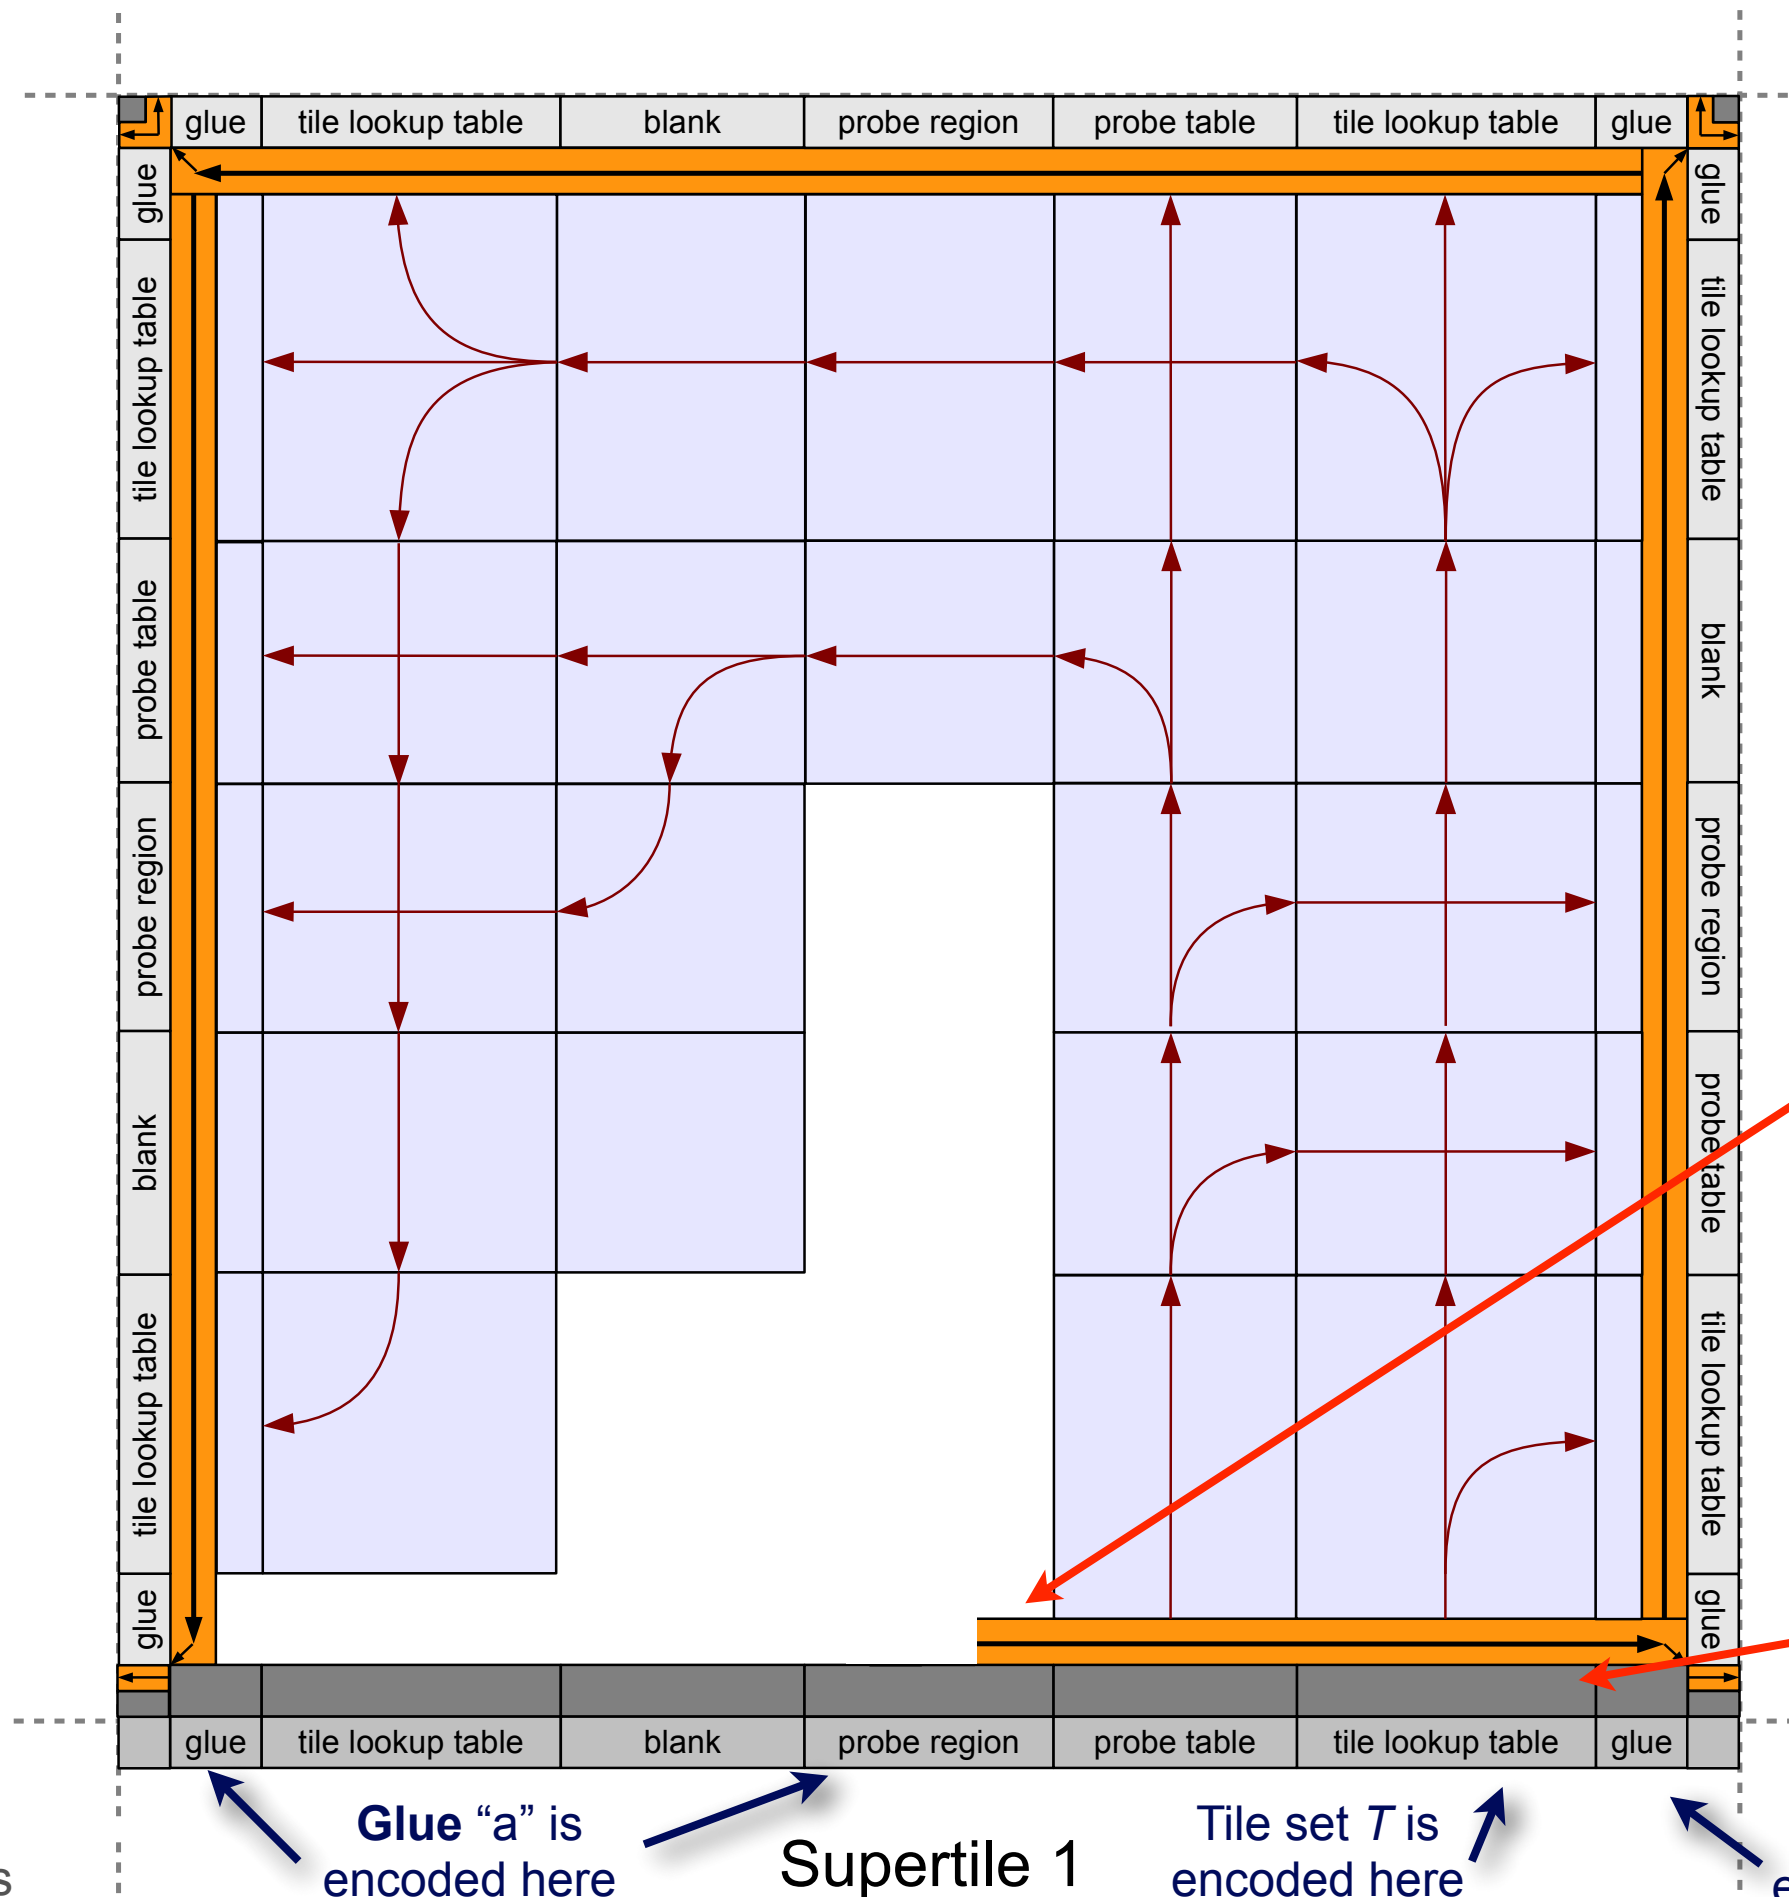 glue tile lookup table blank probe region probe table tile lookup table glue
glue
tile lookup table
probe table
probe region
blank
tile lookup table
glue
glue
tile lookup table
blank
probe region
probe table
tile lookup table
glue
glue tile lookup table blank probe region probe table tile lookup table glue
Glue “a” is
encoded here
Supertile 1
Tile set T is
encoded here
s
e